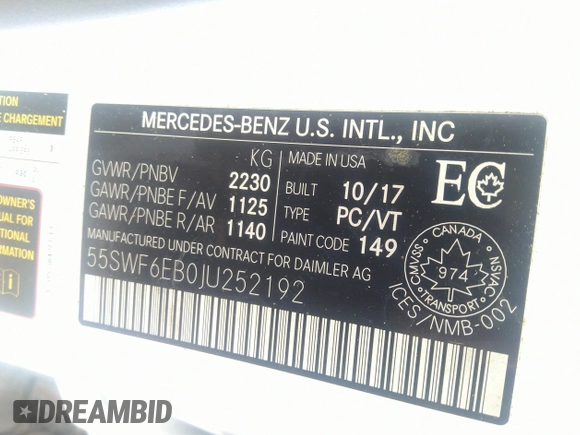 TION
E CHARGEMENT
OWNER'S
NUAL FOR
TIONAL
ORMATION
MERCEDES-BENZ U.S. INTL., INC
KG
GVWR/PNBV 2230
GAWR/PNBE F/AV 1125
GAWR/PNBE R/AR 1140
MADE IN USA
BUILT 10/17
TYPE PC/VT
PAINT CODE 149
EC
MANUFACTURED UNDER CONTRACT FOR DAIMLER AG
55SWF6EB0JU252192
CANADA
CMVSS 974 NSVAC
TRANSPORT
ICES/NMB-002
DREAMBID